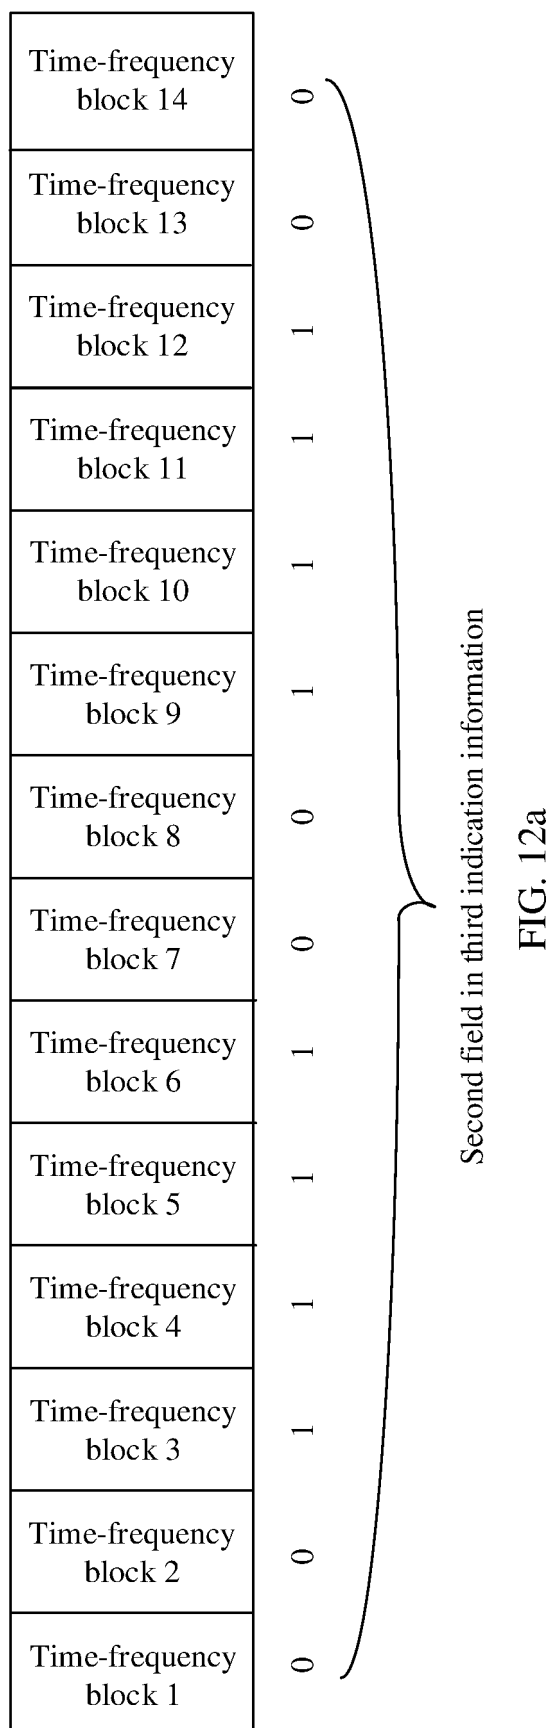 Time-frequency
block 14
0
Time-frequency
block 13
0
Time-frequency
block 12
1
Time-frequency
block 11
1
Time-frequency
block 10
1
Time-frequency
block 9
1
Time-frequency
block 8
0
Time-frequency
block 7
0
Time-frequency
block 6
1
Time-frequency
block 5
1
Time-frequency
block 4
1
Time-frequency
block 3
1
Time-frequency
block 2
0
Time-frequency
block 1
0
Second field in third indication information
FIG. 12a